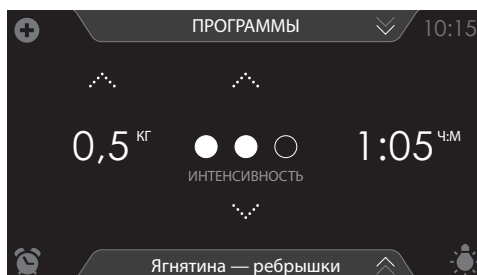 ПРОГРАММЫ
10:15
0,5 КГ
1:05 Ч:М
ИНТЕНСИВНОСТЬ
Ягнятина — ребрышки